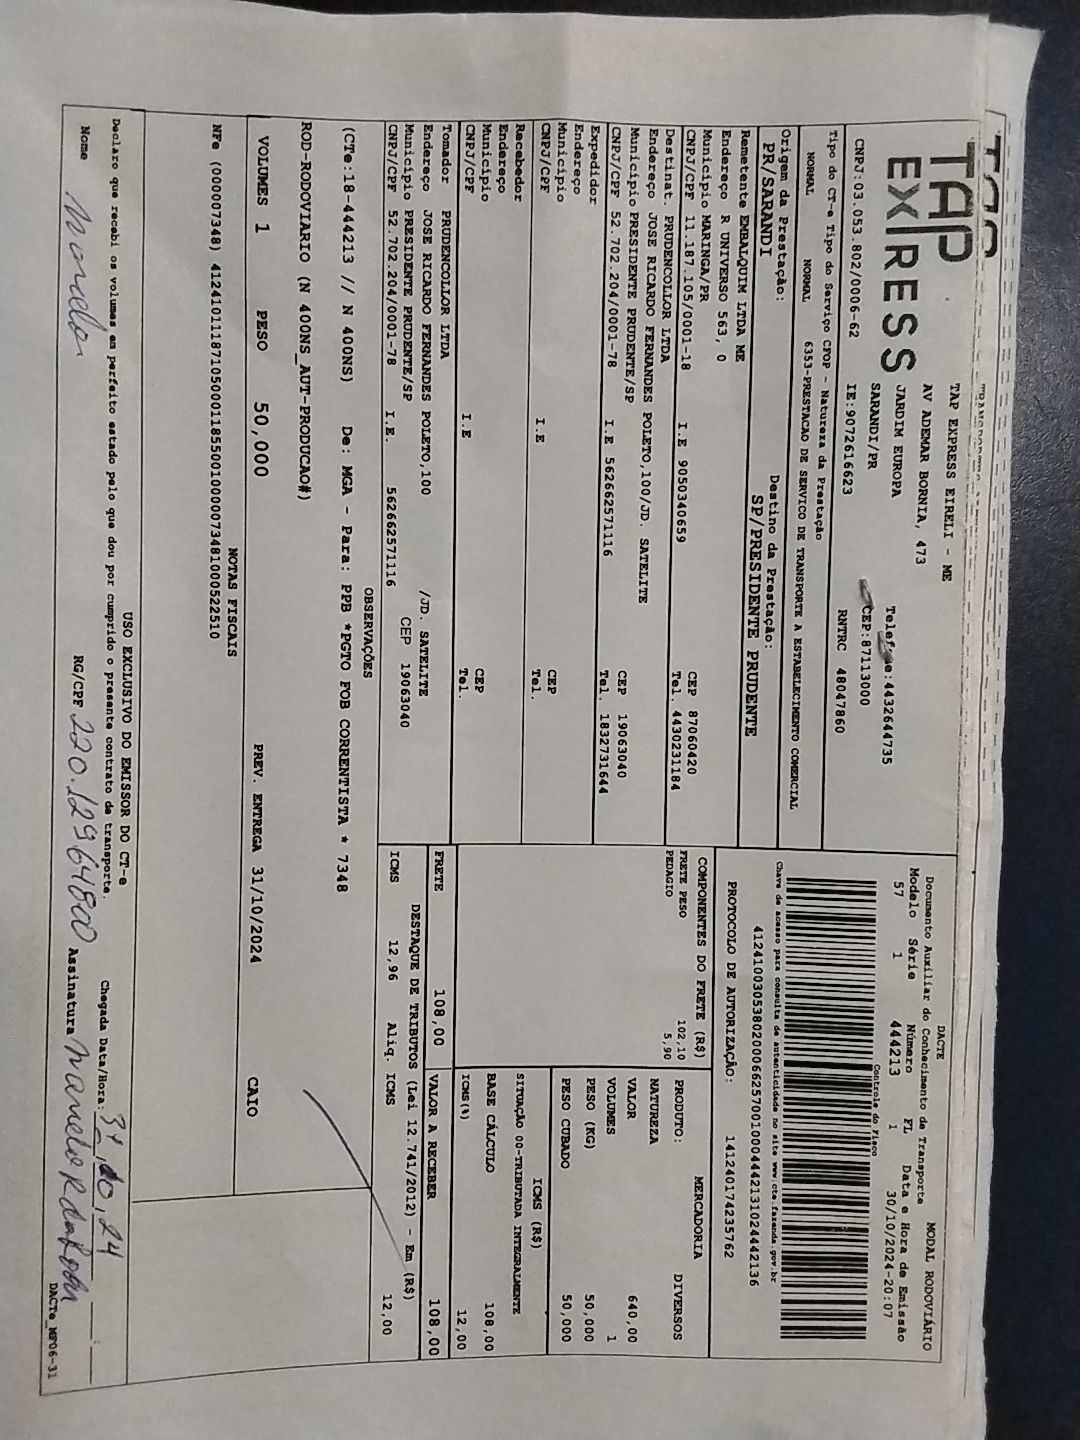 TAP
EXPRESS
TAP EXPRESS EIRELI - ME
AV ADEMAR BORNIA, 473
JARDIM EUROPA
SARANDI/PR
CNPJ:03.053.802/0006-62 IE:9072616623
Telefone:4432644735
CEP:87113000
RNTRC 48047860
DACTE MODAL RODOVIÁRIO
Documento Auxiliar do Conhecimento de Transporte
Modelo Série Número FL Data e Hora de Emissão
57 1 444213 1 30/10/2024-20:07
Controle do Fisco
Chave de acesso para consulta de autenticidade no site www.cte.fazenda.gov.br
PROTOCOLO DE AUTORIZAÇÃO: 141240174235762
Tipo do CT-e Tipo do Serviço CFOP - Natureza da Prestação
NORMAL NORMAL 6353-PRESTACAO DE SERVICO DE TRANSPORTE A ESTABELECIMENTO COMERCIAL
Origem da Prestação: Destino da Prestação:
PR/SARANDI SP/PRESIDENTE PRUDENTE
Remetente EMBALQUIM LTDA ME
Endereço R UNIVERSO 563, 0
Município MARINGA/PR CEP 87060420
CNPJ/CPF 11.187.105/0001-18 I.E 9050340659 Tel. 4430231184
Destinat. PRUDENCOLLOR LTDA
Endereço JOSE RICARDO FERNANDES POLETO,100/JD. SATELITE
Município PRESIDENTE PRUDENTE/SP CEP 19063040
CNPJ/CPF 52.702.204/0001-78 I.E 562662571116 Tel. 1832731644
Expedidor
Endereço
Município CEP
CNPJ/CPF I.E Tel.
Recebedor
Endereço
Município CEP
CNPJ/CPF I.E Tel.
Tomador PRUDENCOLLOR LTDA
Endereço JOSE RICARDO FERNANDES POLETO,100 /JD. SATELITE
Município PRESIDENTE PRUDENTE/SP CEP 19063040
CNPJ/CPF 52.702.204/0001-78 I.E. 562662571116
COMPONENTES DO FRETE (R$)
FRETE PESO 102,10
PEDAGIO 5,90
MERCADORIA
PRODUTO: DIVERSOS
NATUREZA
VALOR 640,00
VOLUMES 1
PESO (KG) 50,000
PESO CUBADO 50,000
ICMS (R$)
SITUAÇÃO 00-TRIBUTADA INTEGRALMENTE
BASE CÁLCULO 108,00
ICMS(%) 12,00
FRETE 108,00 VALOR A RECEBER 108,00
DESTAQUE DE TRIBUTOS (Lei 12.741/2012) - Em (R$)
ICMS 12,96 Aliq. ICMS 12,00
OBSERVAÇÕES
(CTe:18-444213 // N 400NS) De: MGA - Para: PPB *PGTO FOB CORRENTISTA * 7348
ROD-RODOVIARIO (N 400NS_AUT-PRODUCAO#)
VOLUMES 1 PESO 50,000 PREV. ENTREGA 31/10/2024 CAIO
NOTAS FISCAIS
NFe (000007348) 41241011187105000118550010000073481000522510
USO EXCLUSIVO DO EMISSOR DO CT-e
Declaro que recebi os volumes em perfeito estado pelo que dou por cumprido o presente contrato de transporte. Chegada Data/Hora: 31,10,24
Nome RG/CPF 220.12964800 Assinatura
DACTe_MF06-31